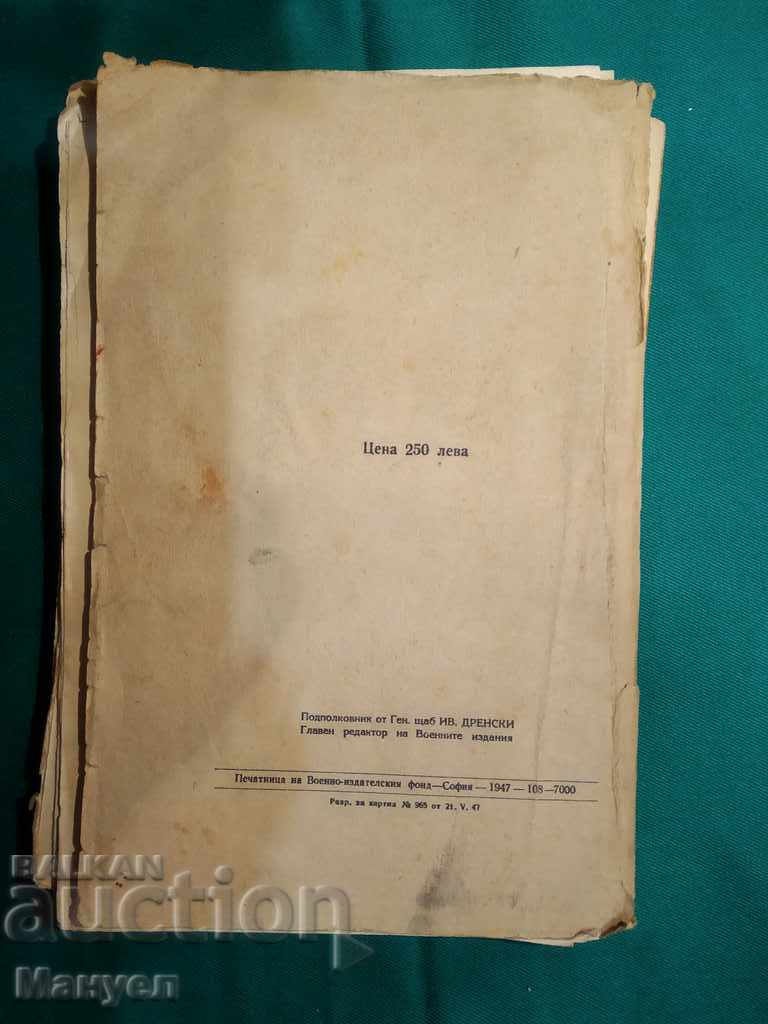 Цена 250 лева
Подполковник от Ген. щаб ИВ. ДРЕНСКИ
Главен редактор на Военните издания
Печатница на Военно-издателския фонд—София — 1947 — 108—7000
Разр. за хартиа № 965 от 21. V. 47
BALKAN
auction
Мануел